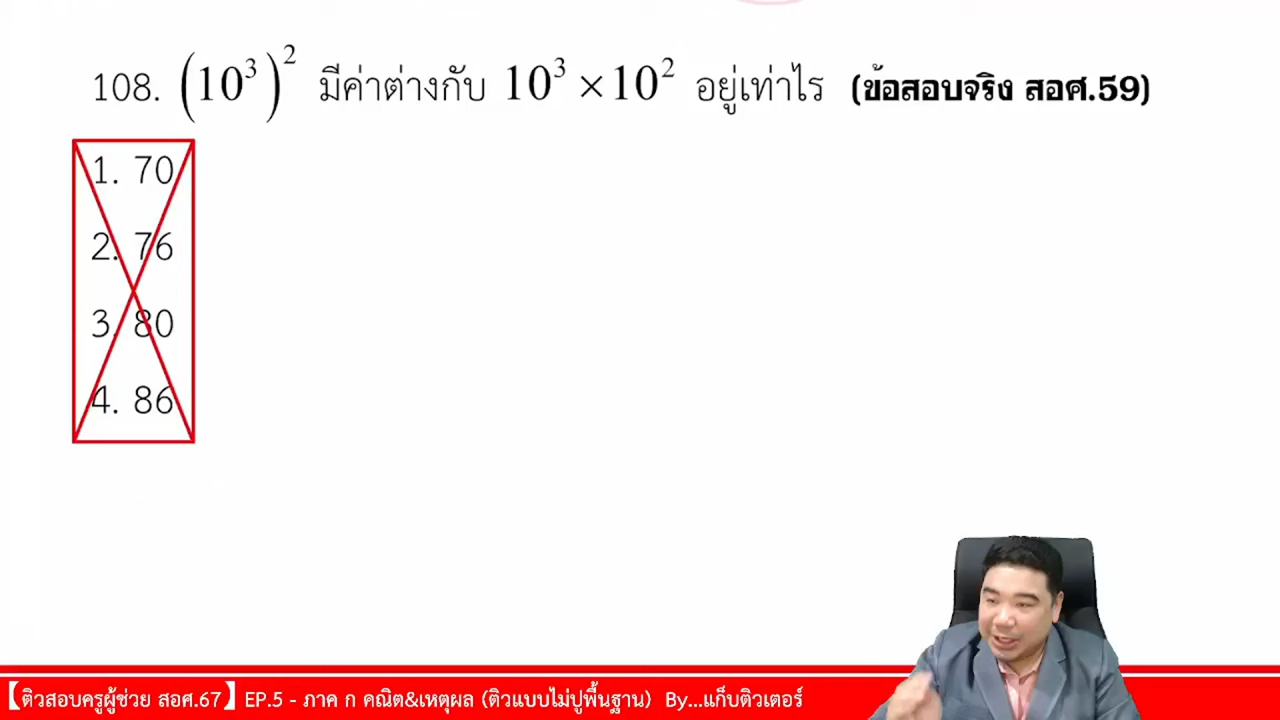 108. (10³)² มีค่าต่างกับ 10³ × 10² อยู่เท่าไร (ข้อสอบจริง สอศ.59)
1. 70
2. 76
3. 80
4. 86
【ติวสอบครูผู้ช่วย สอศ.67】 EP.5 - ภาค ก คณิต&เหตุผล (ติวแบบไม่ปูพื้นฐาน) By...แก็บติวเตอร์